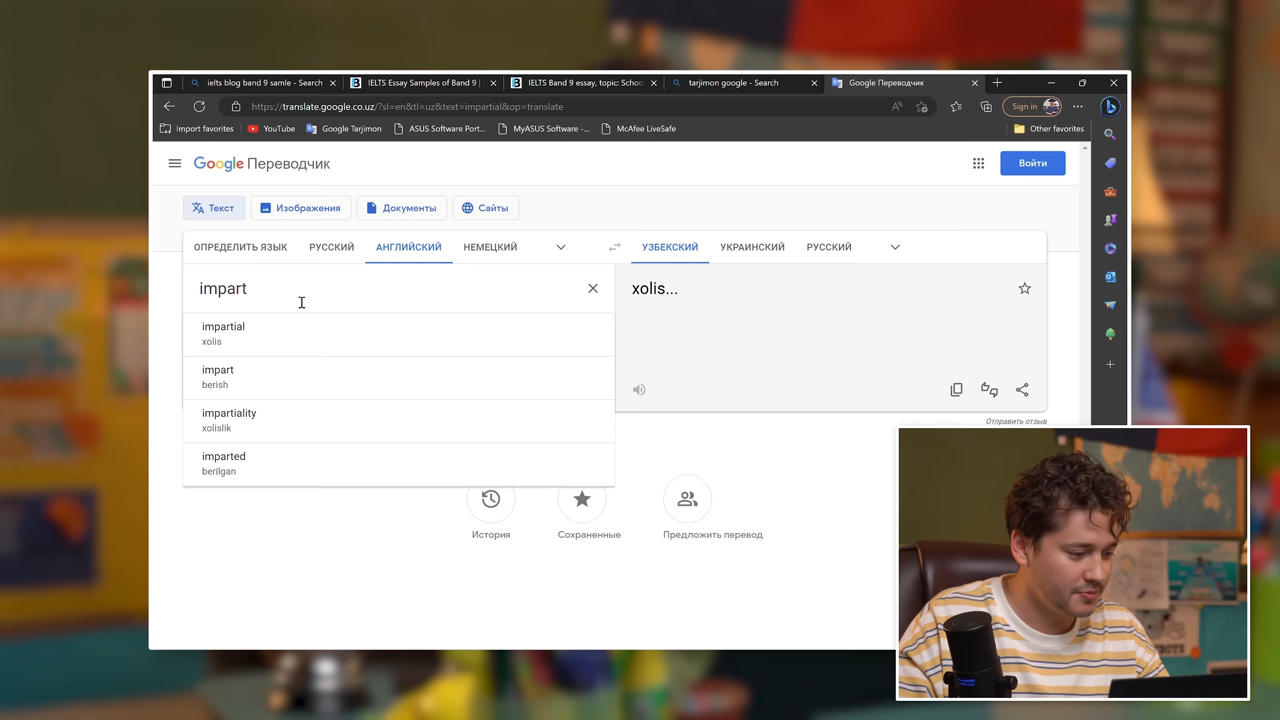 ielts blog band 9 samle - Search
IELTS Essay Samples of Band 9
IELTS Band 9 essay, topic: Schoo
tarjimon google - Search
Google Переводчик
https://translate.google.co.uz/?sl=en&tl=uz&text=impartial&op=translate
Sign in
Import favorites
YouTube
Google Tarjimon
ASUS Software Port...
MyASUS Software -...
McAfee LiveSafe
Other favorites
Google Переводчик
Войти
Текст
Изображения
Документы
Сайты
ОПРЕДЕЛИТЬ ЯЗЫК
РУССКИЙ
АНГЛИЙСКИЙ
НЕМЕЦКИЙ
УЗБЕКСКИЙ
УКРАИНСКИЙ
РУССКИЙ
impart
xolis...
impartial
xolis
impart
berish
impartiality
xolislik
imparted
berilgan
Отправить отзыв
История
Сохраненные
Предложить перевод